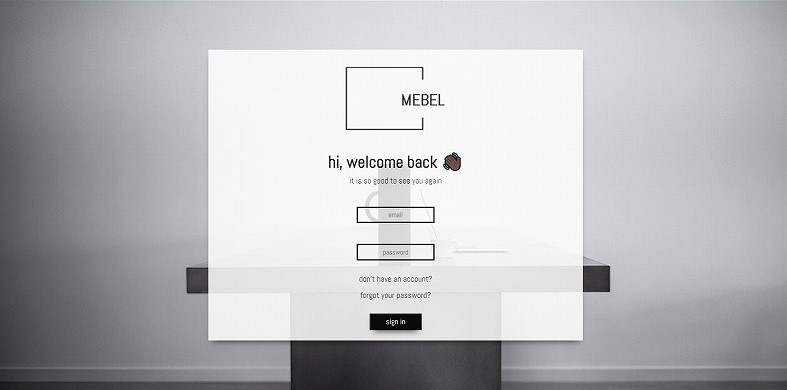 MEBEL
hi, welcome back 👋🏿
it is so good to see you again
email
password
don't have an account?
forgot your password?
sign in